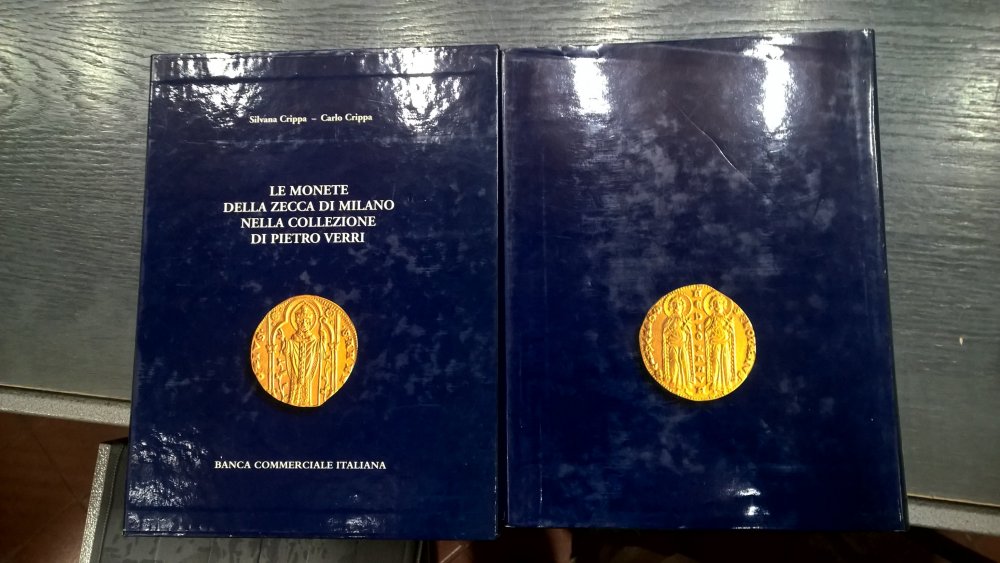 Silvana Crippa – Carlo Crippa
LE MONETE
DELLA ZECCA DI MILANO
NELLA COLLEZIONE
DI PIETRO VERRI
BANCA COMMERCIALE ITALIANA